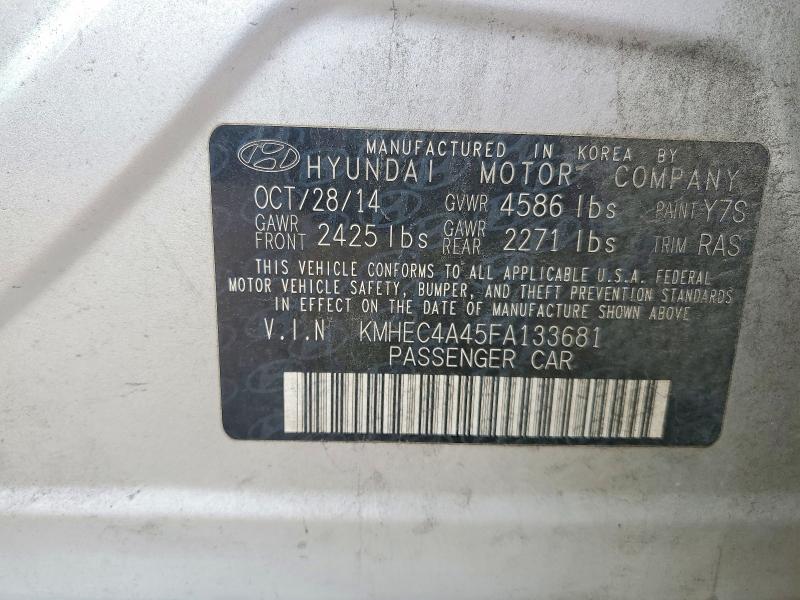 MANUFACTURED IN KOREA BY
HYUNDAI MOTOR COMPANY
OCT/28/14 GVWR 4586 lbs PAINT Y7S
GAWR FRONT 2425 lbs GAWR REAR 2271 lbs TRIM RAS
THIS VEHICLE CONFORMS TO ALL APPLICABLE U.S.A. FEDERAL
MOTOR VEHICLE SAFETY, BUMPER, AND THEFT PREVENTION STANDARDS
IN EFFECT ON THE DATE OF MANUFACTURE SHOWN ABOVE
V.I.N KMHEC4A45FA133681
PASSENGER CAR